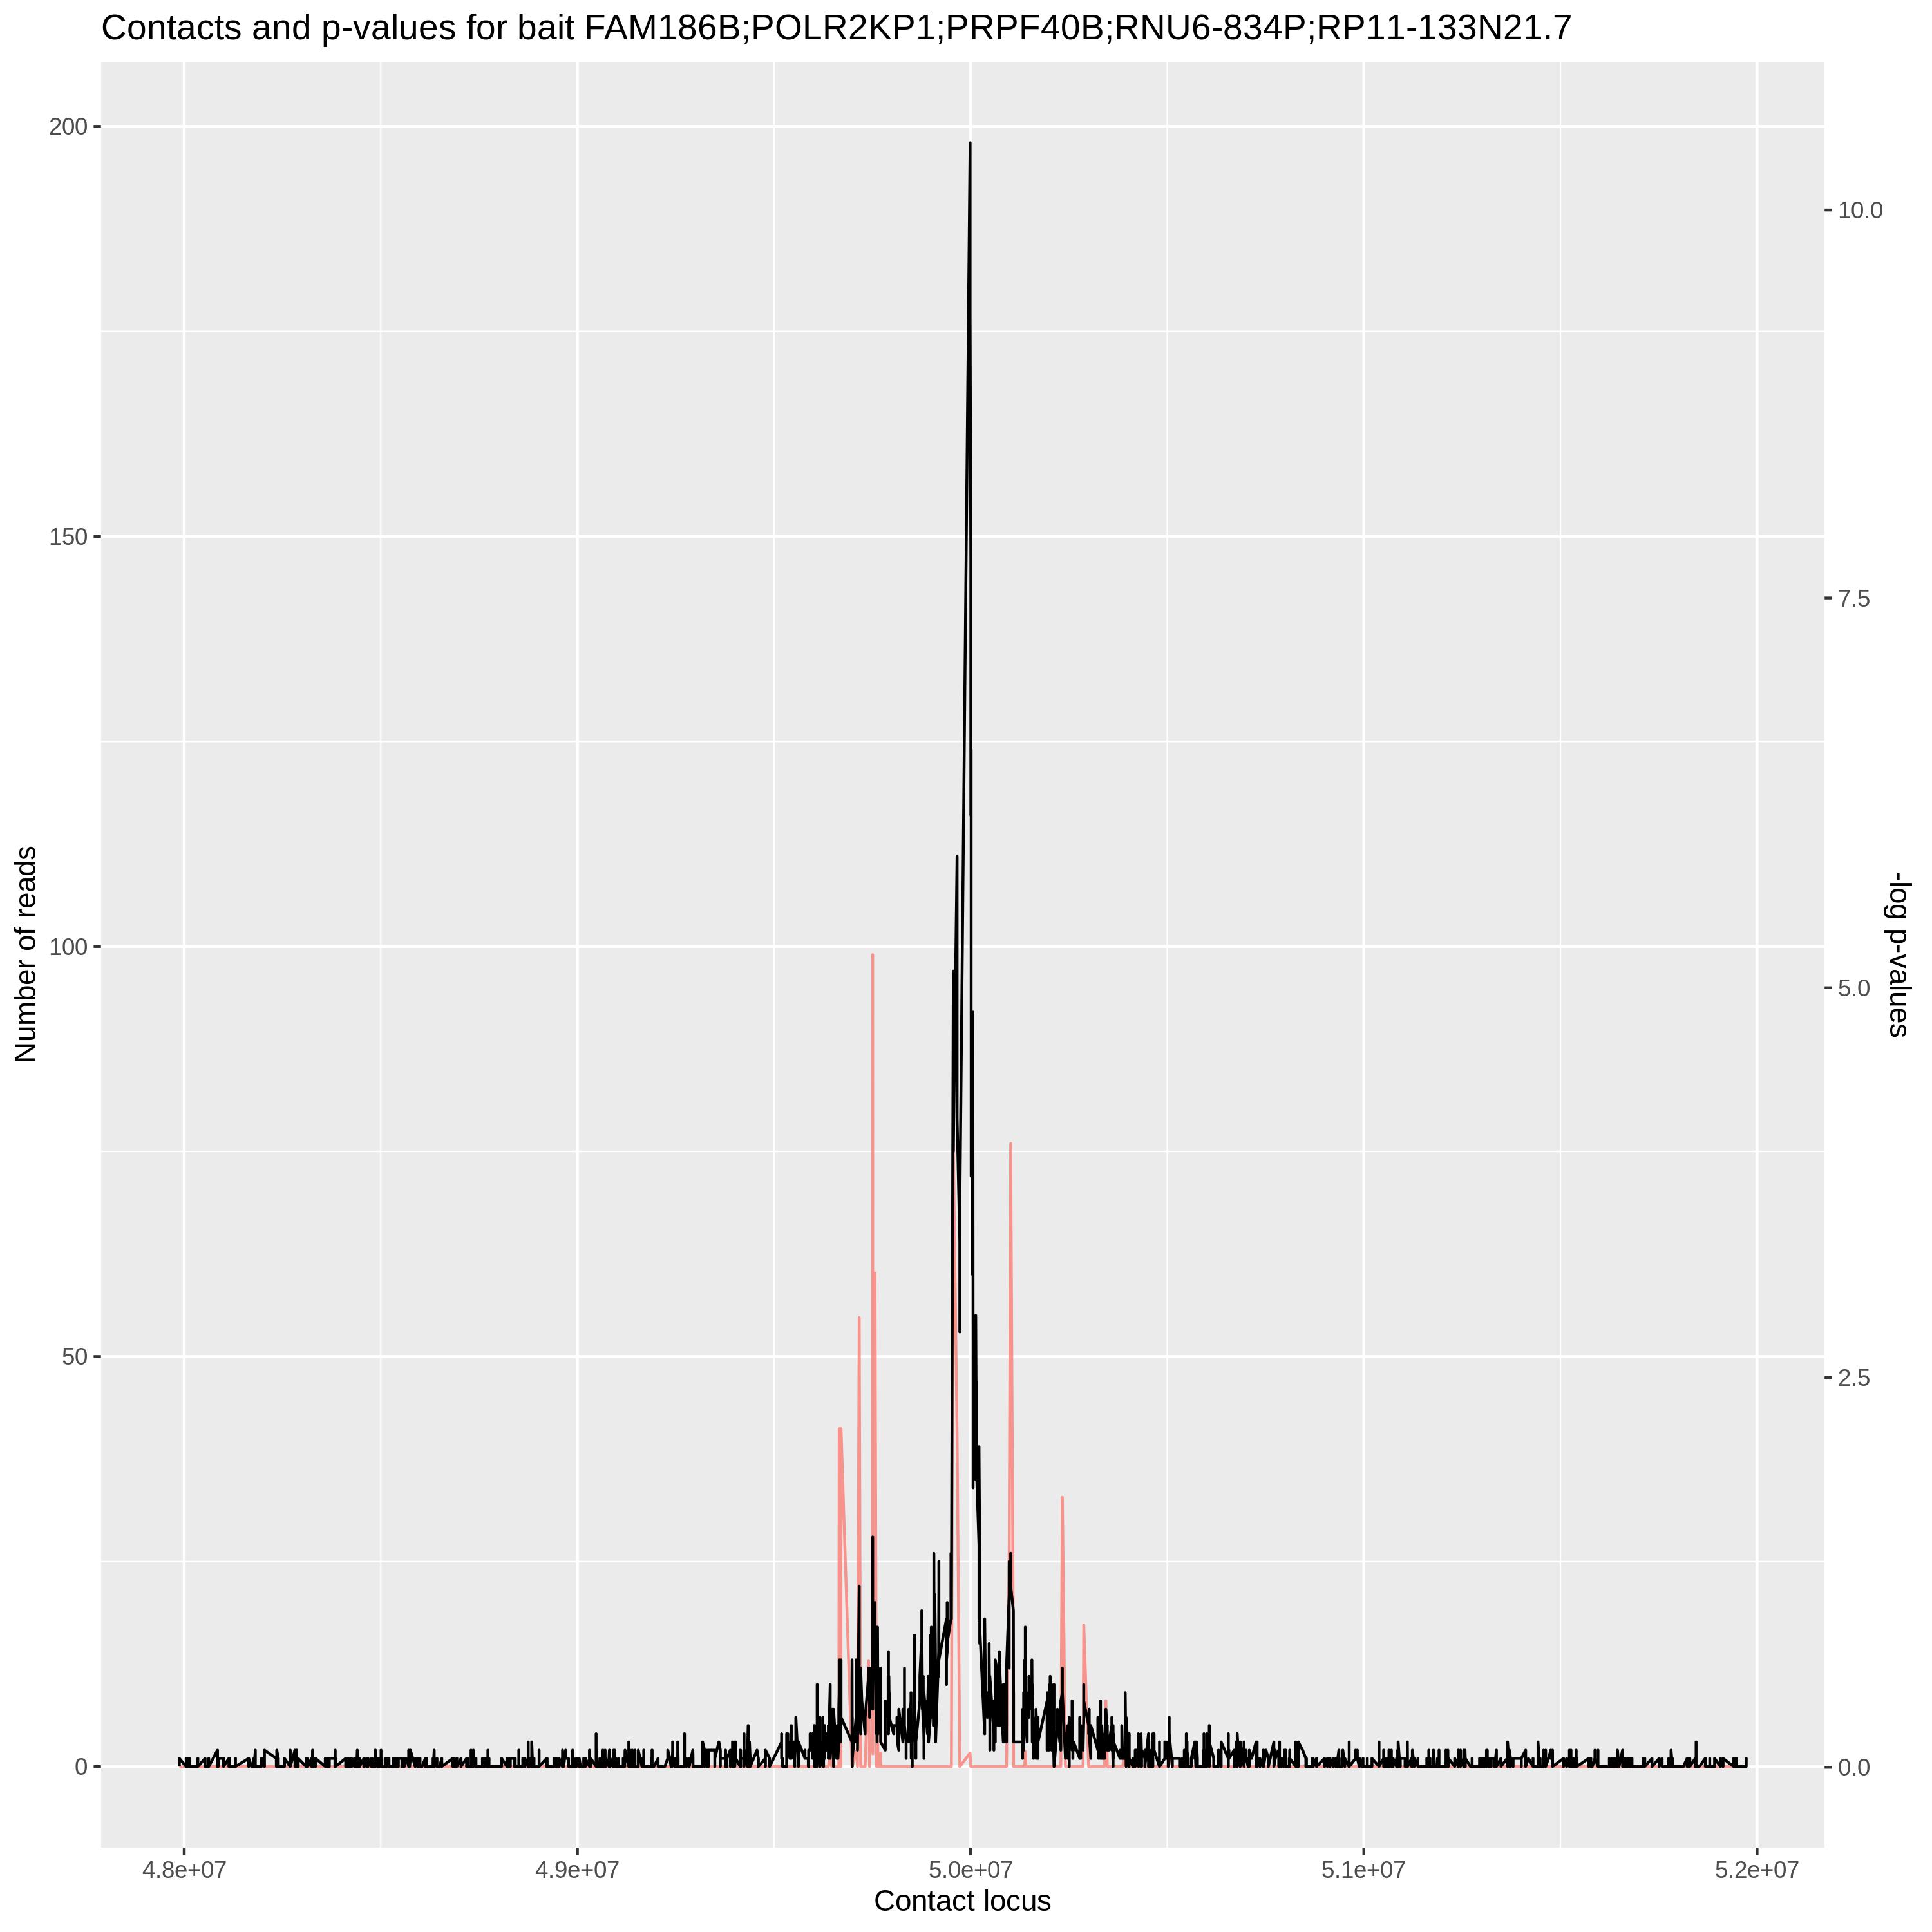 Contacts and p-values for bait FAM186B;POLR2KP1;PRPF40B;RNU6-834P;RP11-133N21.7
200
150
100
50
0
Number of reads
10.0
7.5
5.0
2.5
0.0
-log p-values
4.8e+07 4.9e+07 5.0e+07 5.1e+07 5.2e+07
Contact locus